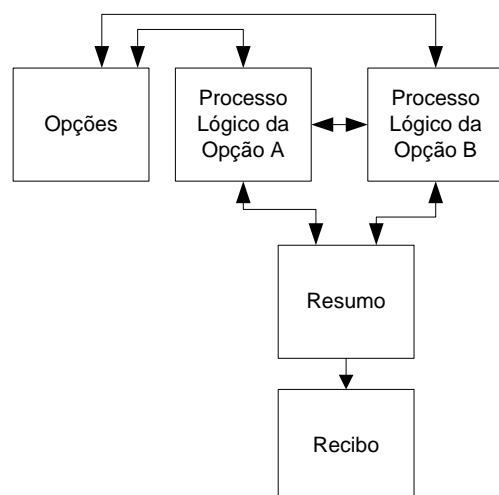 Opções
Processo
Lógico da
Opção A
Processo
Lógico da
Opção B
Resumo
Recibo